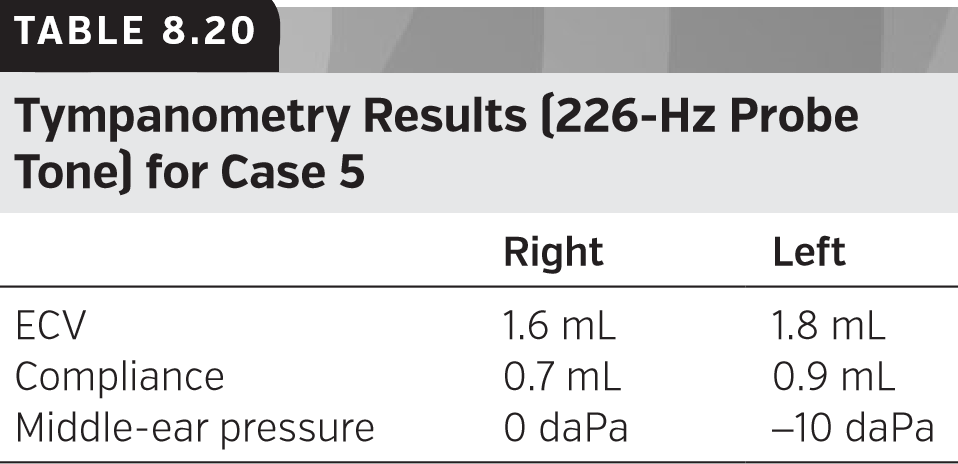 TABLE 8.20
Tympanometry Results (226-Hz Probe
Tone) for Case 5
Right Left
ECV 1.6 mL 1.8 mL
Compliance 0.7 mL 0.9 mL
Middle-ear pressure 0 daPa –10 daPa